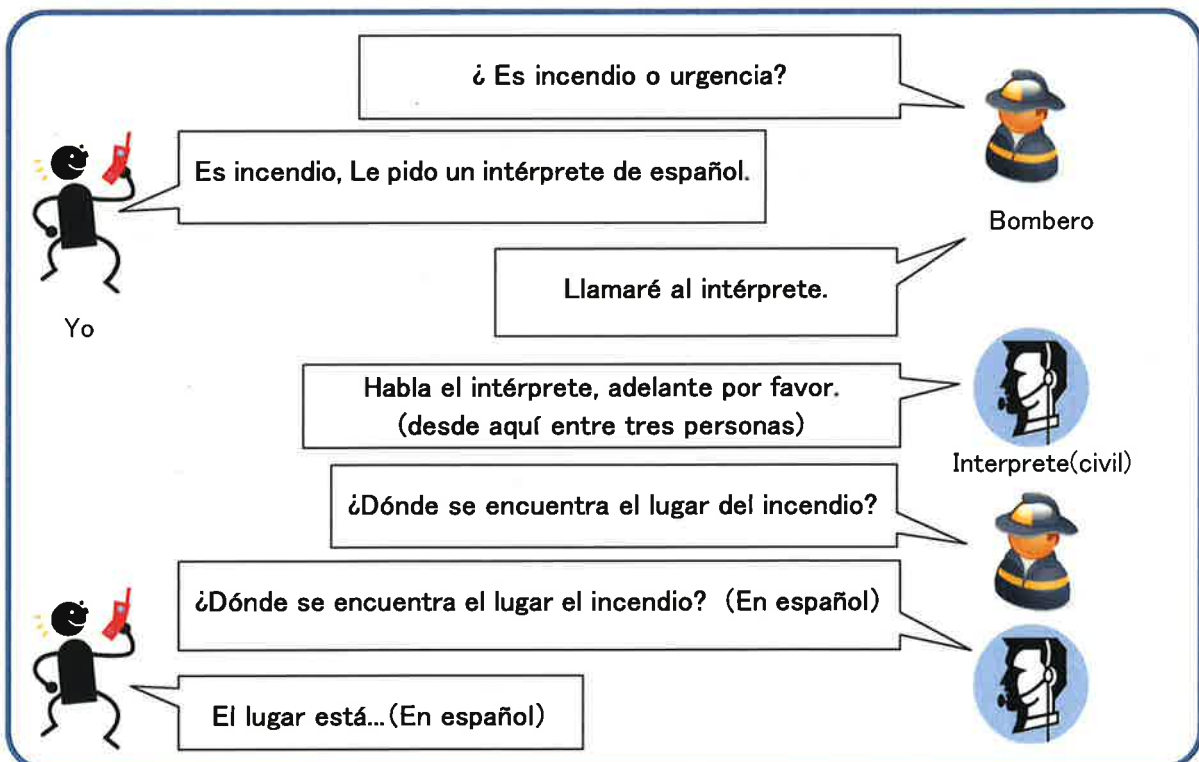 ¿ Es incendio o urgencia?
Es incendio, Le pido un intérprete de español.
Bombero
Llamaré al intérprete.
Yo
Habla el intérprete, adelante por favor.
(desde aquí entre tres personas)
Interprete(civil)
¿Dónde se encuentra el lugar del incendio?
¿Dónde se encuentra el lugar el incendio? (En español)
El lugar está...(En español)